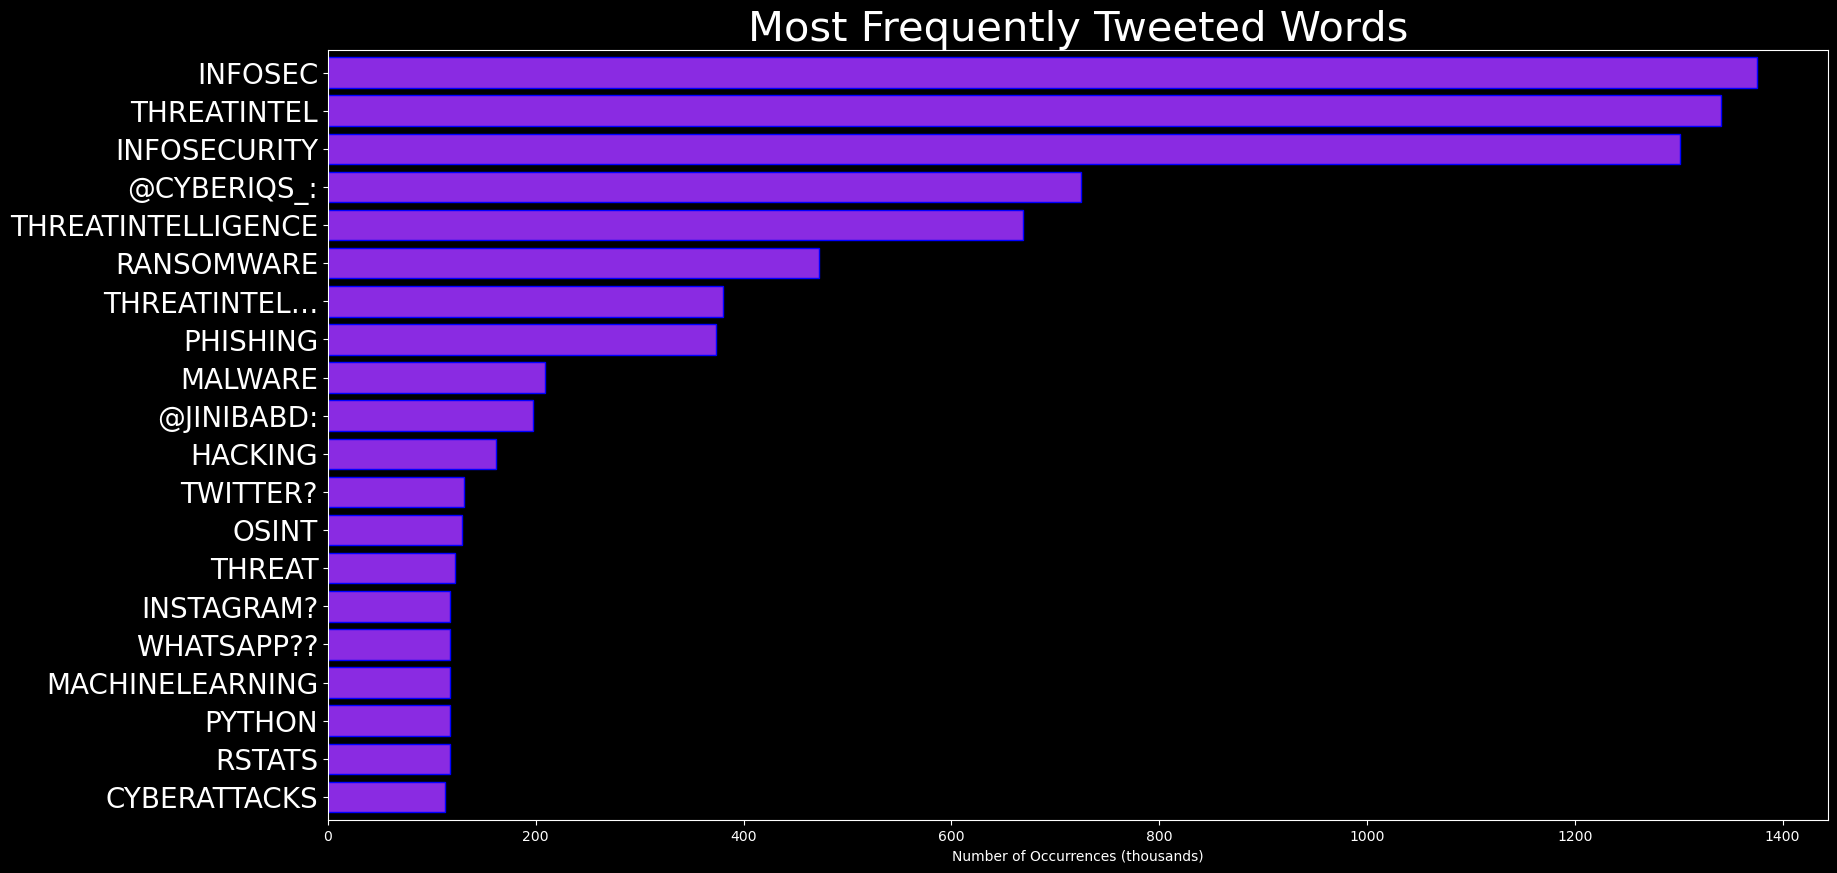 Most Frequently Tweeted Words
INFOSEC
THREATINTEL
INFOSECURITY
@CYBERIQS_:
THREATINTELLIGENCE
RANSOMWARE
THREATINTEL…
PHISHING
MALWARE
@JINIBABD:
HACKING
TWITTER?
OSINT
THREAT
INSTAGRAM?
WHATSAPP??
MACHINELEARNING
PYTHON
RSTATS
CYBERATTACKS
0 200 400 600 800 1000 1200 1400
Number of Occurrences (thousands)